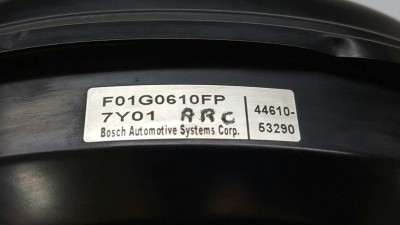 F01G0610FP
7Y01 ARC
Bosch Automotive Systems Corp.
44610-
53290